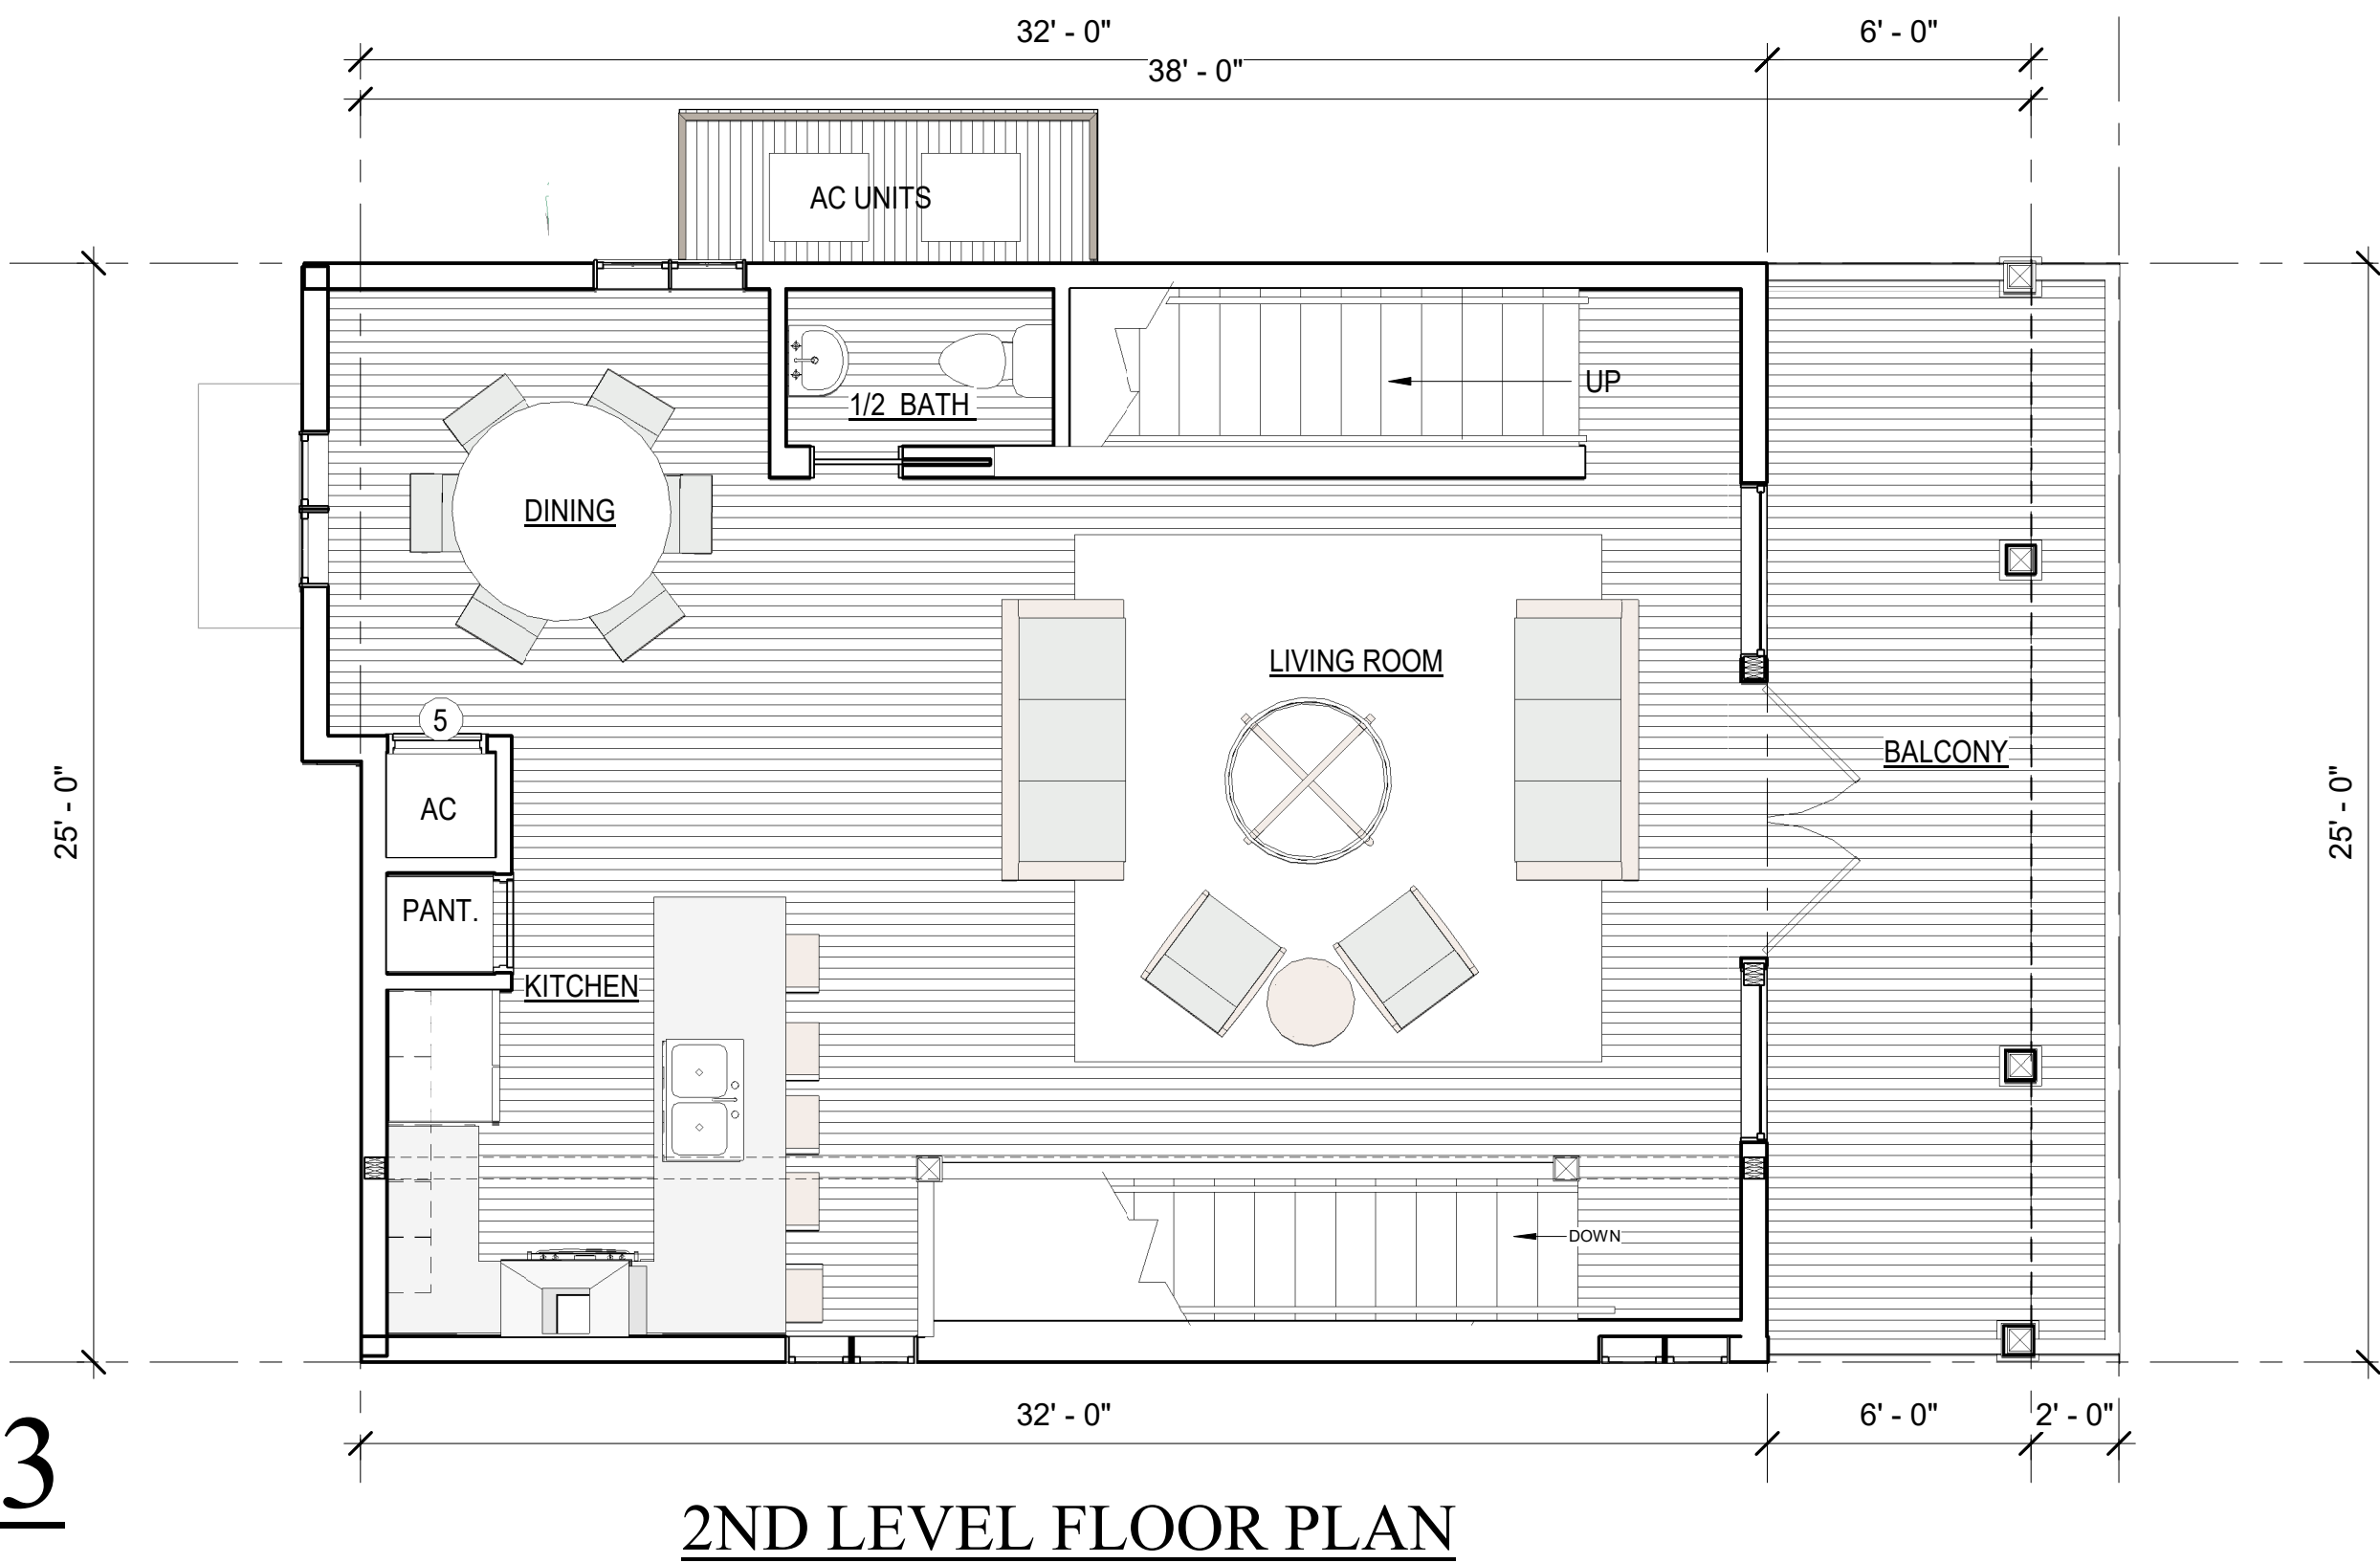 32' - 0"
6' - 0"
38' - 0"
AC UNITS
UP
1/2 BATH
DINING
LIVING ROOM
5
BALCONY
AC
25' - 0"
25' - 0"
PANT.
KITCHEN
DOWN
32' - 0"
6' - 0"
2' - 0"
3
2ND LEVEL FLOOR PLAN